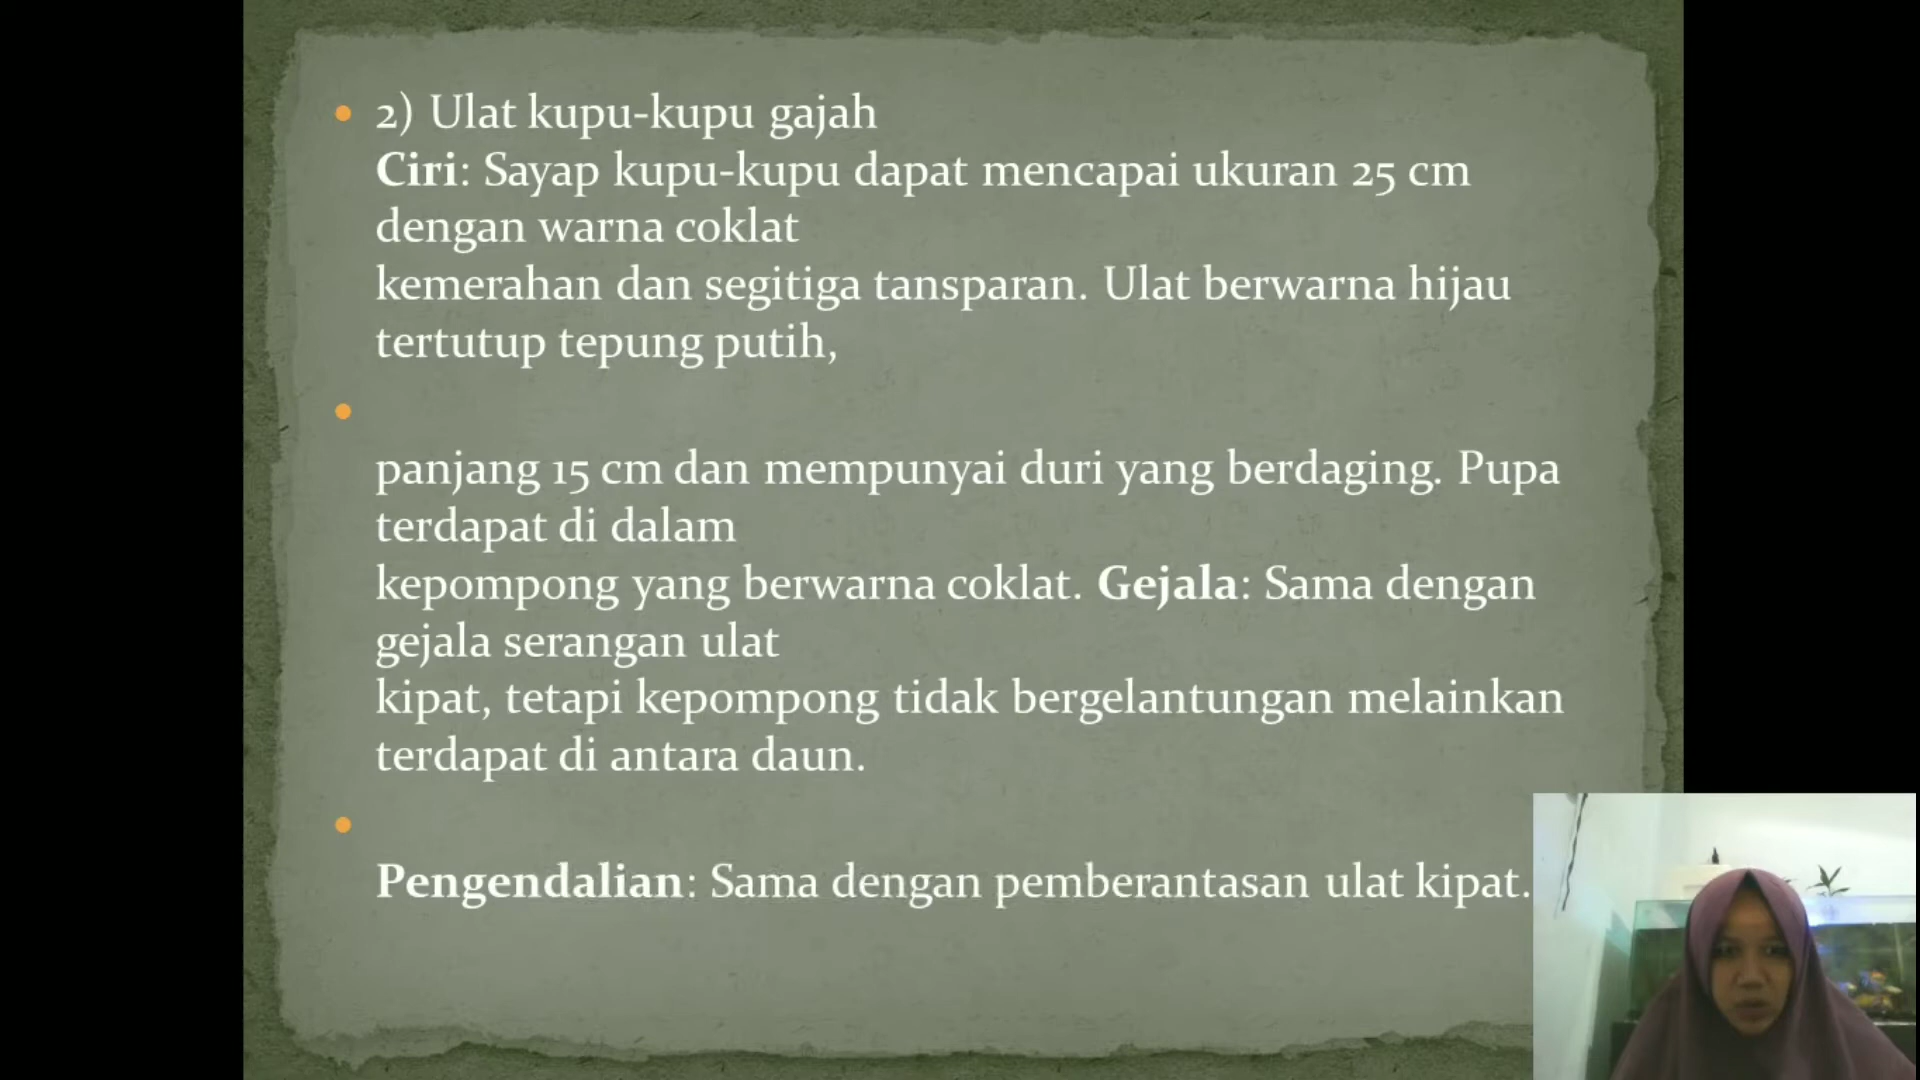 2) Ulat kupu-kupu gajah
Ciri: Sayap kupu-kupu dapat mencapai ukuran 25 cm
dengan warna coklat
kemerahan dan segitiga tansparan. Ulat berwarna hijau
tertutup tepung putih,
panjang 15 cm dan mempunyai duri yang berdaging. Pupa
terdapat di dalam
kepompong yang berwarna coklat. Gejala: Sama dengan
gejala serangan ulat
kipat, tetapi kepompong tidak bergelantungan melainkan
terdapat di antara daun.
Pengendalian: Sama dengan pemberantasan ulat kipat.